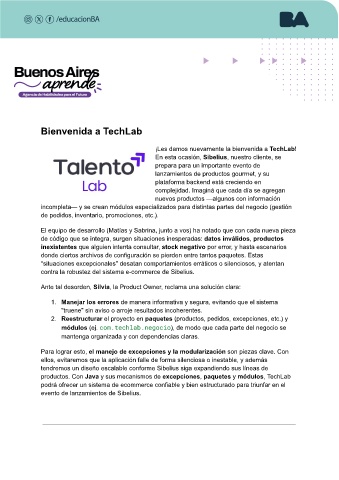 /educacionBA
BA
Buenos Aires
aprende
Agencia de Habilidades para el Futuro
Bienvenida a TechLab
¡Les damos nuevamente la bienvenida a TechLab!
En esta ocasión, Sibelius, nuestro cliente, se
prepara para un importante evento de
lanzamientos de productos gourmet, y su
plataforma backend está creciendo en
complejidad. Imaginá que cada día se agregan
nuevos productos —algunos con información
Talento
Lab
incompleta— y se crean módulos especializados para distintas partes del negocio (gestión
de pedidos, inventario, promociones, etc.).
El equipo de desarrollo (Matías y Sabrina, junto a vos) ha notado que con cada nueva pieza
de código que se integra, surgen situaciones inesperadas: datos inválidos, productos
inexistentes que alguien intenta consultar, stock negativo por error, y hasta escenarios
donde ciertos archivos de configuración se pierden entre tantos paquetes. Estas
"situaciones excepcionales" desatan comportamientos erráticos o silenciosos, y atentan
contra la robustez del sistema e-commerce de Sibelius.
Ante tal desorden, Silvia, la Product Owner, reclama una solución clara:
1. Manejar los errores de manera informativa y segura, evitando que el sistema
"truene" sin aviso o arroje resultados incoherentes.
2. Reestructurar el proyecto en paquetes (productos, pedidos, excepciones, etc.) y
módulos (ej. com.techlab.negocio), de modo que cada parte del negocio se
mantenga organizada y con dependencias claras.
Para lograr esto, el manejo de excepciones y la modularización son piezas clave. Con
ellos, evitaremos que la aplicación falle de forma silenciosa o inestable, y además
tendremos un diseño escalable conforme Sibelius siga expandiendo sus líneas de
productos. Con Java y sus mecanismos de excepciones, paquetes y módulos, TechLab
podrá ofrecer un sistema de ecommerce confiable y bien estructurado para triunfar en el
evento de lanzamientos de Sibelius.